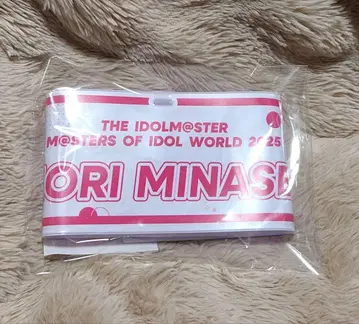 THE IDOLM@STER
M@STERS OF IDOL WORLD 2025
ORI MINASE